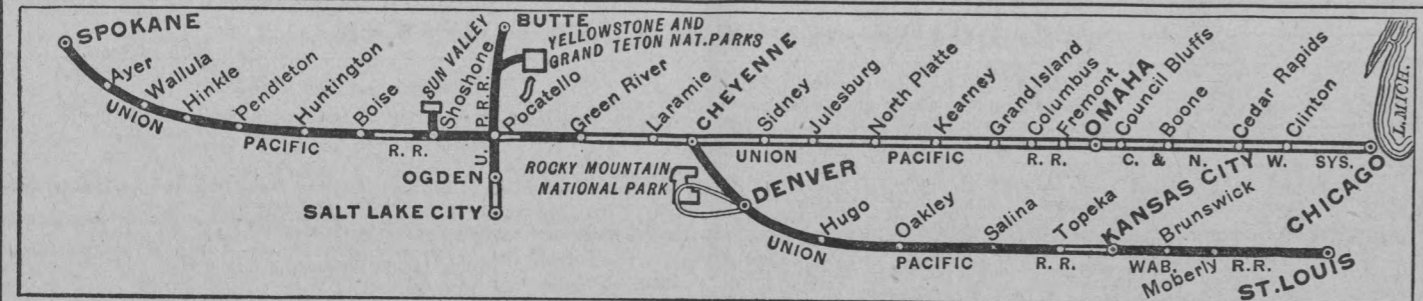 SPOKANE
Ayer
Wallula
Hinkle
Pendleton
Huntington
Boise
SUN VALLEY
Shoshone
UNION
PACIFIC
R. R.
BUTTE
YELLOWSTONE AND
GRAND TETON NAT. PARKS
U. P. R. R.
Pocatello
OGDEN
SALT LAKE CITY
Green River
Laramie
CHEYENNE
Sidney
Julesburg
North Platte
Kearney
Grand Island
Columbus
Fremont
OMAHA
Council Bluffs
Boone
Cedar Rapids
Clinton
CHICAGO
L. MICH.
UNION
PACIFIC
R. R.
C. & N. W. SYS.
ROCKY MOUNTAIN
NATIONAL PARK
DENVER
Hugo
Oakley
Salina
Topeka
KANSAS CITY
Brunswick
Moberly
ST. LOUIS
UNION
PACIFIC
R. R.
WAB.
R. R.